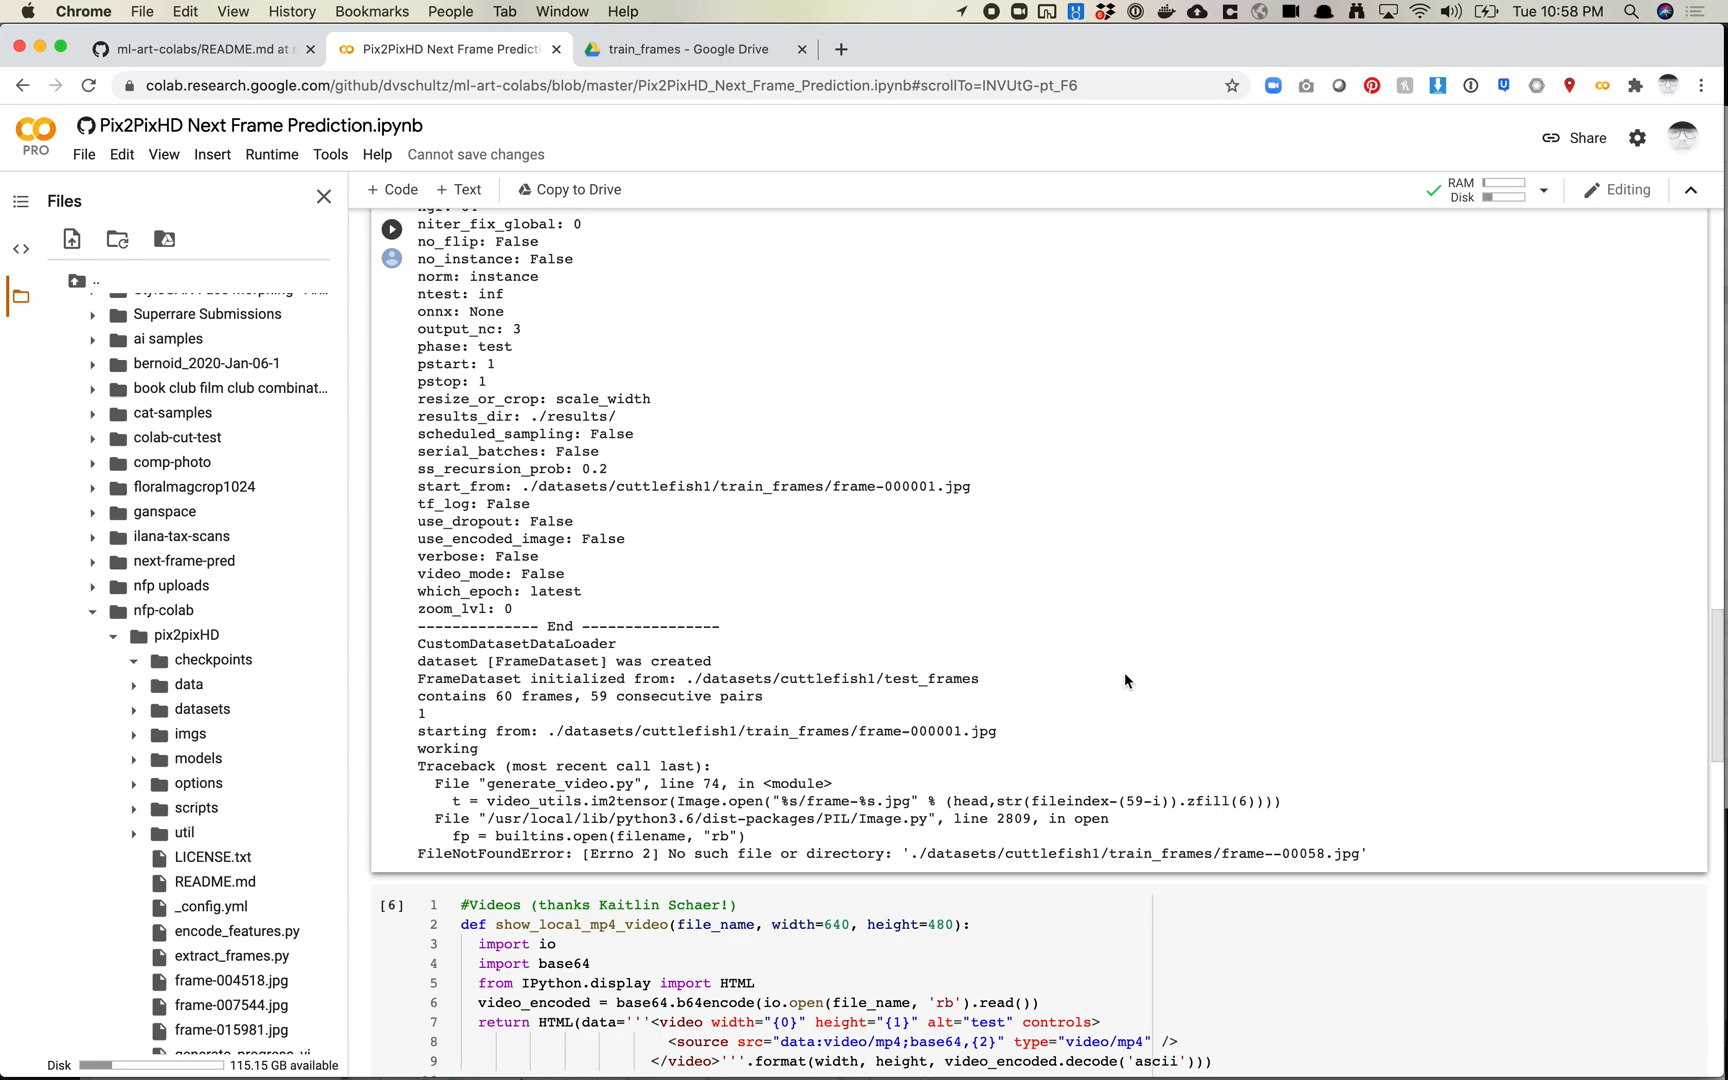 Chrome File Edit View History Bookmarks People Tab Window Help Tue 10:58 PM
ml-art-colabs/README.md at Pix2PixHD Next Frame Predicti train_frames - Google Drive
colab.research.google.com/github/dvschultz/ml-art-colabs/blob/master/Pix2PixHD_Next_Frame_Prediction.ipynb#scrollTo=INVUtG-pt_F6
PRO Pix2PixHD Next Frame Prediction.ipynb
File Edit View Insert Runtime Tools Help Cannot save changes
Share
Files
+ Code + Text Copy to Drive
RAM
Disk
Editing
..
Superrare Submissions
ai samples
bernoid_2020-Jan-06-1
book club film club combinat...
cat-samples
colab-cut-test
comp-photo
floralmagcrop1024
ganspace
ilana-tax-scans
next-frame-pred
nfp uploads
nfp-colab
pix2pixHD
checkpoints
data
datasets
imgs
models
options
scripts
util
LICENSE.txt
README.md
_config.yml
encode_features.py
extract_frames.py
frame-004518.jpg
frame-007544.jpg
frame-015981.jpg
Disk 115.15 GB available
niter_fix_global: 0
no_flip: False
no_instance: False
norm: instance
ntest: inf
onnx: None
output_nc: 3
phase: test
pstart: 1
pstop: 1
resize_or_crop: scale_width
results_dir: ./results/
scheduled_sampling: False
serial_batches: False
ss_recursion_prob: 0.2
start_from: ./datasets/cuttlefish1/train_frames/frame-000001.jpg
tf_log: False
use_dropout: False
use_encoded_image: False
verbose: False
video_mode: False
which_epoch: latest
zoom_lvl: 0
-------------- End ----------------
CustomDatasetDataLoader
dataset [FrameDataset] was created
FrameDataset initialized from: ./datasets/cuttlefish1/test_frames
contains 60 frames, 59 consecutive pairs
1
starting from: ./datasets/cuttlefish1/train_frames/frame-000001.jpg
working
Traceback (most recent call last):
File "generate_video.py", line 74, in <module>
t = video_utils.im2tensor(Image.open("%s/frame-%s.jpg" % (head,str(fileindex-(59-i)).zfill(6))))
File "/usr/local/lib/python3.6/dist-packages/PIL/Image.py", line 2809, in open
fp = builtins.open(filename, "rb")
FileNotFoundError: [Errno 2] No such file or directory: './datasets/cuttlefish1/train_frames/frame--00058.jpg'
[6] 1 #Videos (thanks Kaitlin Schaer!)
2 def show_local_mp4_video(file_name, width=640, height=480):
3 import io
4 import base64
5 from IPython.display import HTML
6 video_encoded = base64.b64encode(io.open(file_name, 'rb').read())
7 return HTML(data='''<video width="{0}" height="{1}" alt="test" controls>
8 <source src="data:video/mp4;base64,{2}" type="video/mp4" />
9 </video>'''.format(width, height, video_encoded.decode('ascii')))